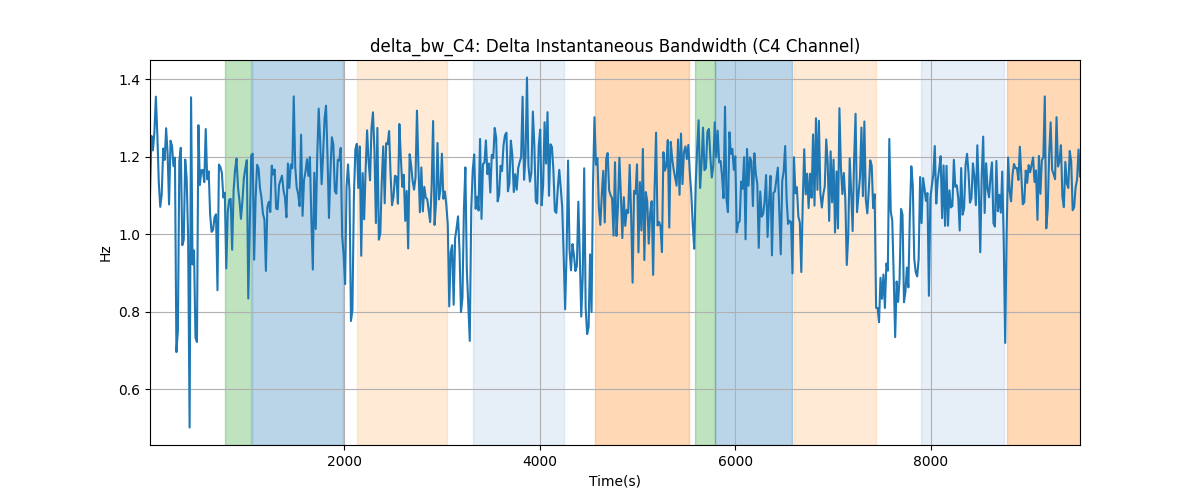 delta_bw_C4: Delta Instantaneous Bandwidth (C4 Channel)
1.4
1.2
1.0
0.8
0.6
Hz
2000 4000 6000 8000
Time(s)